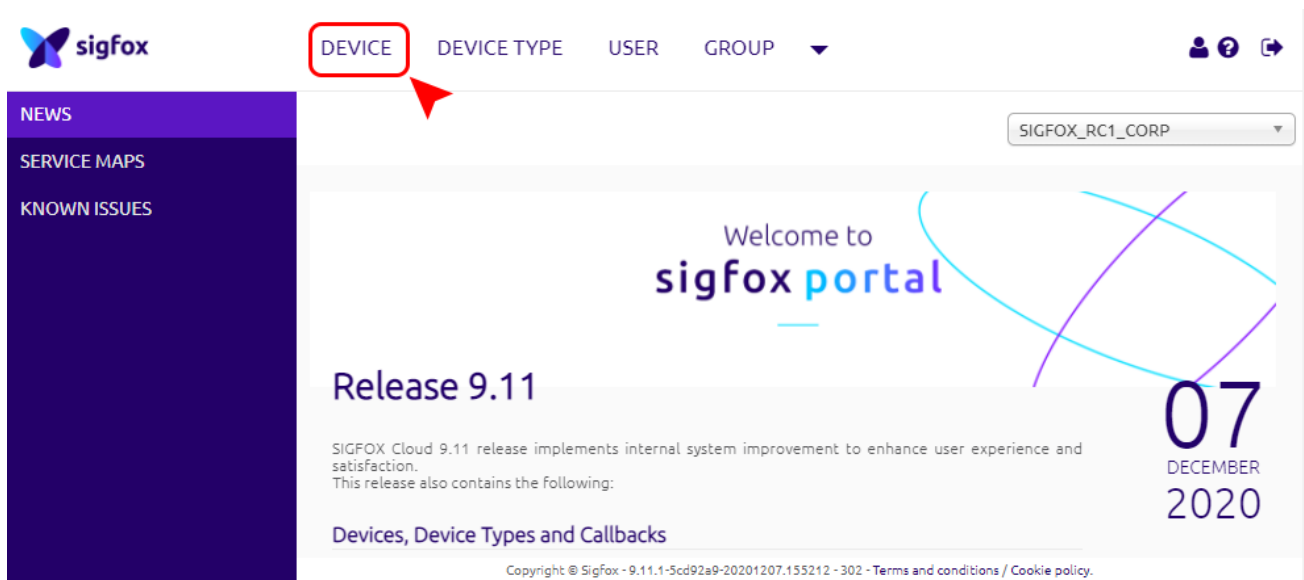 sigfox
DEVICE DEVICE TYPE USER GROUP
NEWS
SERVICE MAPS
KNOWN ISSUES
SIGFOX_RC1_CORP
Welcome to
sigfox portal
Release 9.11
SIGFOX Cloud 9.11 release implements internal system improvement to enhance user experience and
satisfaction.
This release also contains the following:
07
DECEMBER
2020
Devices, Device Types and Callbacks
Copyright © Sigfox - 9.11.1-5cd92a9-20201207.155212 - 302 - Terms and conditions / Cookie policy.